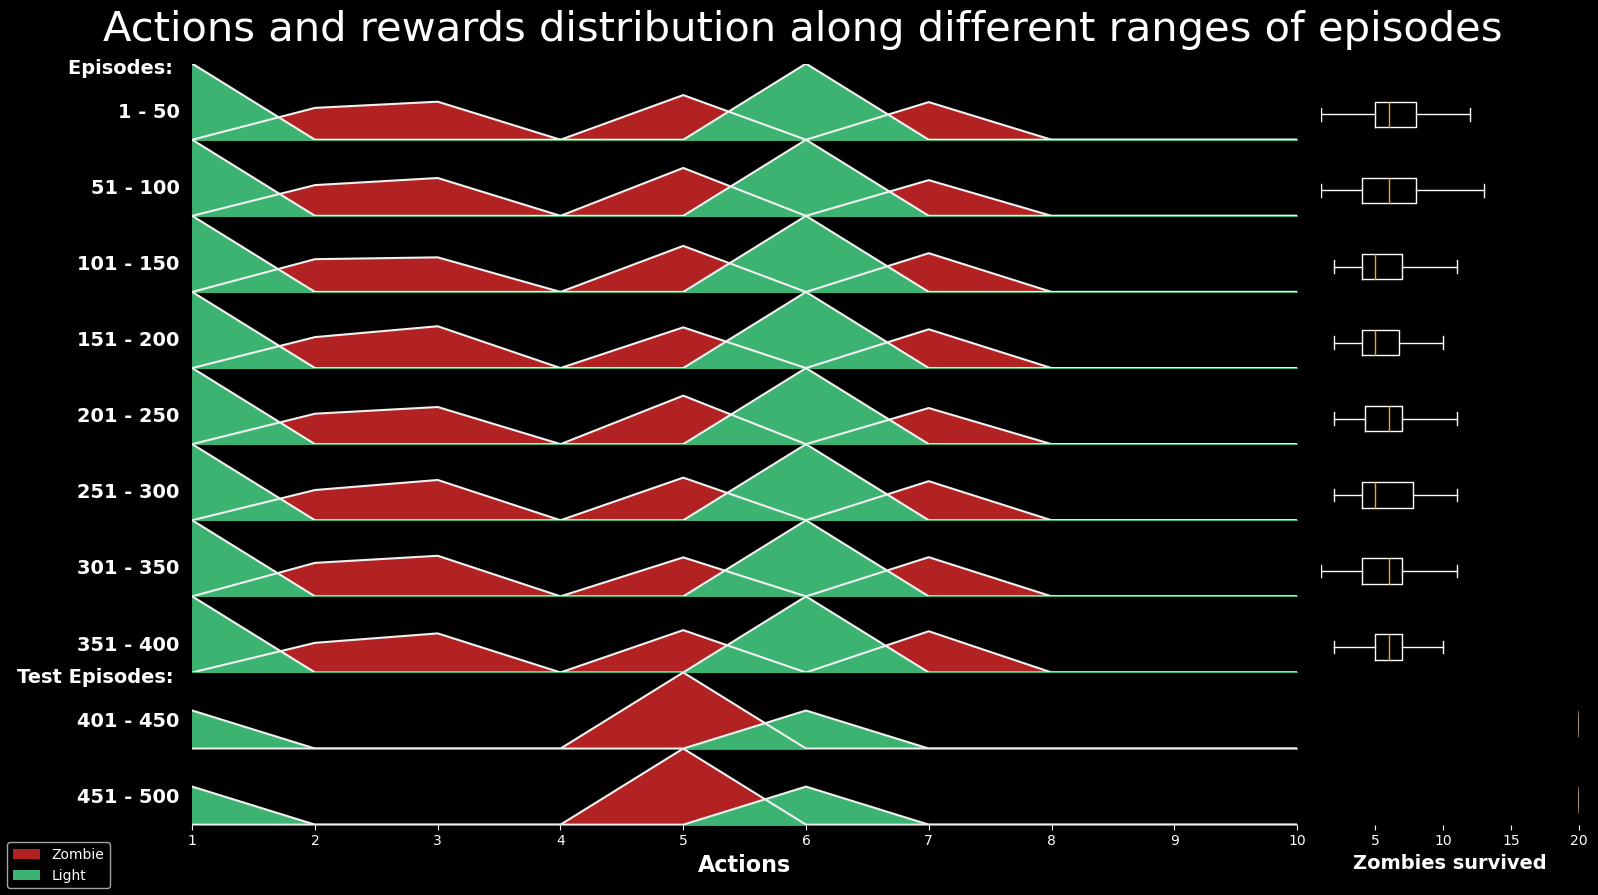 Actions and rewards distribution along different ranges of episodes
Episodes:
1 - 50
51 - 100
101 - 150
151 - 200
201 - 250
251 - 300
301 - 350
351 - 400
Test Episodes:
401 - 450
451 - 500
1 2 3 4 5 6 7 8 9 10
5 10 15 20
Actions
Zombies survived
Zombie
Light